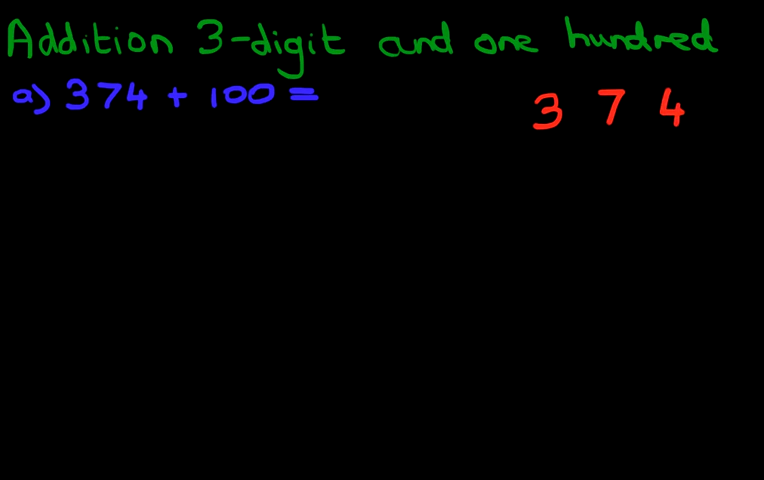 Addition 3-digit and one hundred
a) 374 + 100 =
3 7 4